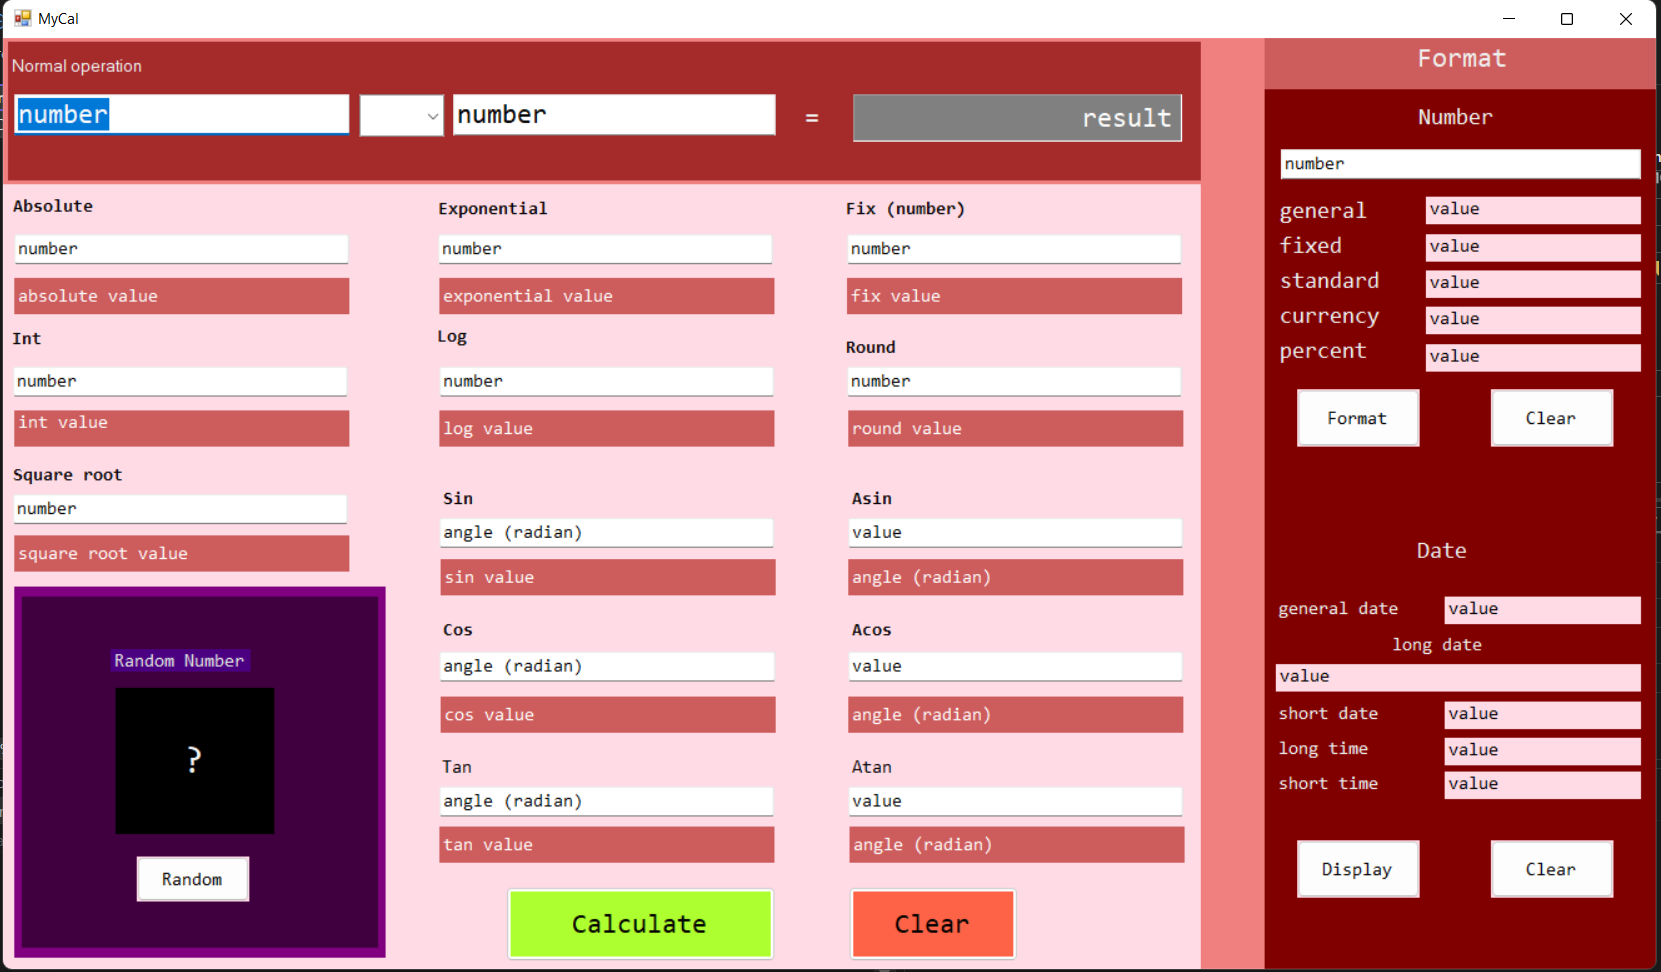 MyCal
Normal operation
number
number
=
result
Absolute
number
absolute value
Int
number
int value
Square root
number
square root value
Random Number
?
Random
Exponential
number
exponential value
Log
number
log value
Sin
angle (radian)
sin value
Cos
angle (radian)
cos value
Tan
angle (radian)
tan value
Calculate
Fix (number)
number
fix value
Round
number
round value
Asin
value
angle (radian)
Acos
value
angle (radian)
Atan
value
angle (radian)
Clear
Format
Number
number
general value
fixed value
standard value
currency value
percent value
Format Clear
Date
general date value
long date
value
short date value
long time value
short time value
Display Clear